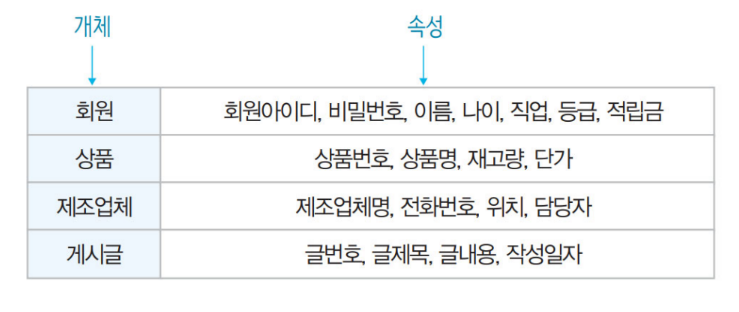 개체 속성
회원 회원아이디, 비밀번호, 이름, 나이, 직업, 등급, 적립금
상품 상품번호, 상품명, 재고량, 단가
제조업체 제조업체명, 전화번호, 위치, 담당자
게시글 글번호, 글제목, 글내용, 작성일자